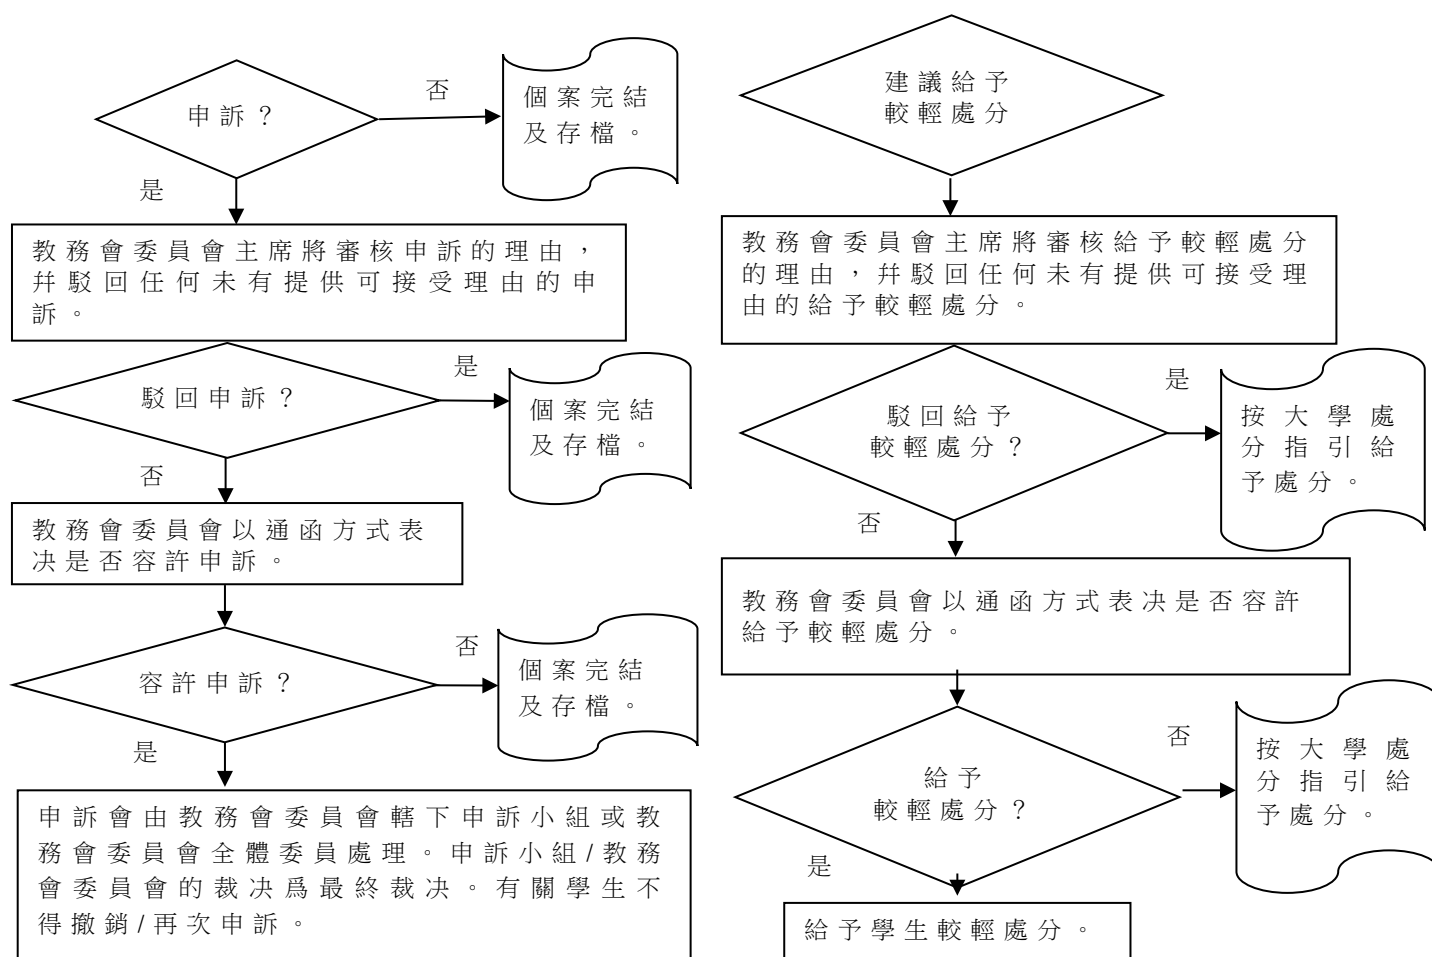 申訴？
否
個案完結
及存檔。
是
教務會委員會主席將審核申訴的理由，
幷駁回任何未有提供可接受理由的申
訴。
駁回申訴？
是
個案完結
及存檔。
否
教務會委員會以通函方式表
决是否容許申訴。
容許申訴？
否
個案完結
及存檔。
是
申訴會由教務會委員會轄下申訴小組或教
務會委員會全體委員處理。申訴小組/教務
會委員會的裁决爲最終裁决。有關學生不
得撤銷/再次申訴。
建議給予
較輕處分
教務會委員會主席將審核給予較輕處分
的理由，幷駁回任何未有提供可接受理
由的給予較輕處分。
駁回給予
較輕處分？
是
按大學處
分指引給
予處分。
否
教務會委員會以通函方式表决是否容許
給予較輕處分。
給予
較輕處分？
否
按大學處
分指引給
予處分。
是
給予學生較輕處分。